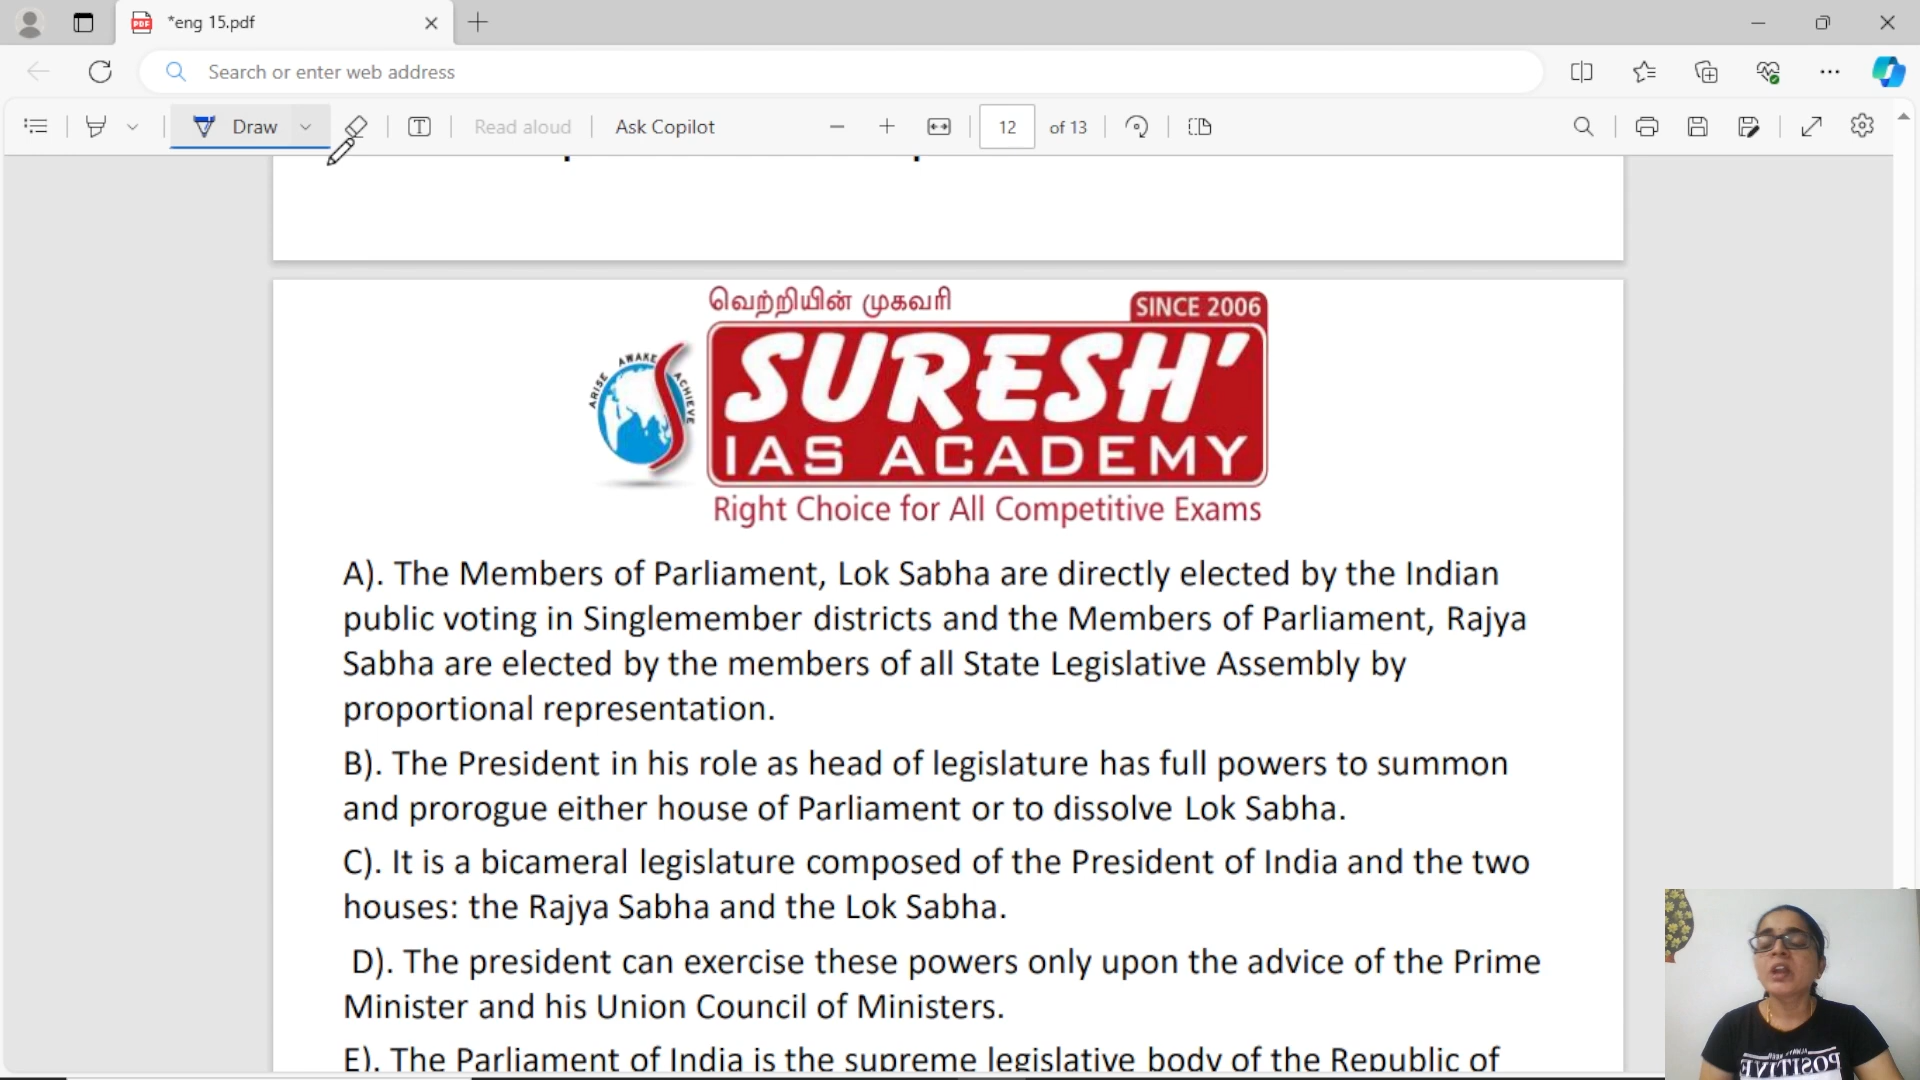 *eng 15.pdf
Search or enter web address
Draw
Read aloud
Ask Copilot
12
of 13
வெற்றியின் முகவரி
SINCE 2006
ARISE AWAKE ACHIEVE
SURESH'
IAS ACADEMY
Right Choice for All Competitive Exams
A). The Members of Parliament, Lok Sabha are directly elected by the Indian
public voting in Singlemember districts and the Members of Parliament, Rajya
Sabha are elected by the members of all State Legislative Assembly by
proportional representation.
B). The President in his role as head of legislature has full powers to summon
and prorogue either house of Parliament or to dissolve Lok Sabha.
C). It is a bicameral legislature composed of the President of India and the two
houses: the Rajya Sabha and the Lok Sabha.
D). The president can exercise these powers only upon the advice of the Prime
Minister and his Union Council of Ministers.
E). The Parliament of India is the supreme legislative body of the Republic of
POSITIVE